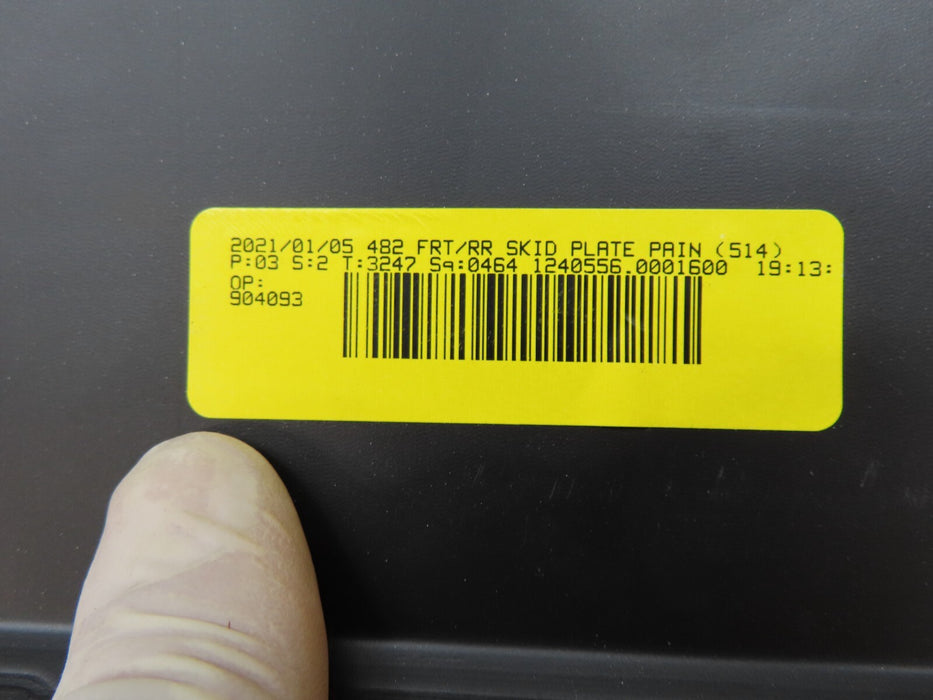 2021/01/05 482 FRT/RR SKID PLATE PAIN (514)
P:03 S:2 T:3247 Sq:0464 1240556.0001600 19:13:
OP:
904093